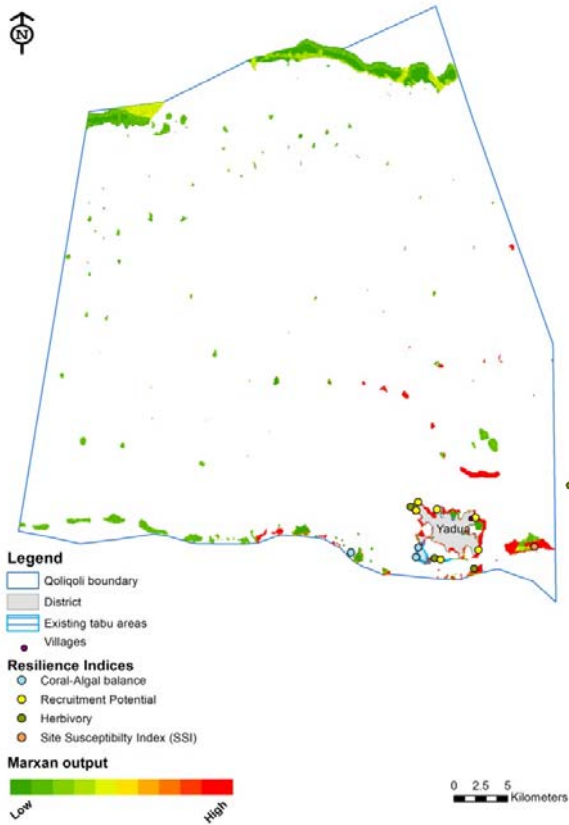 N
Yadua
Legend
Qoliqoli boundary
District
Existing tabu areas
Villages
Resilience Indices
Coral-Algal balance
Recruitment Potential
Herbivory
Site Susceptibilty Index (SSI)
Marxan output
Low High
0 2.5 5
Kilometers